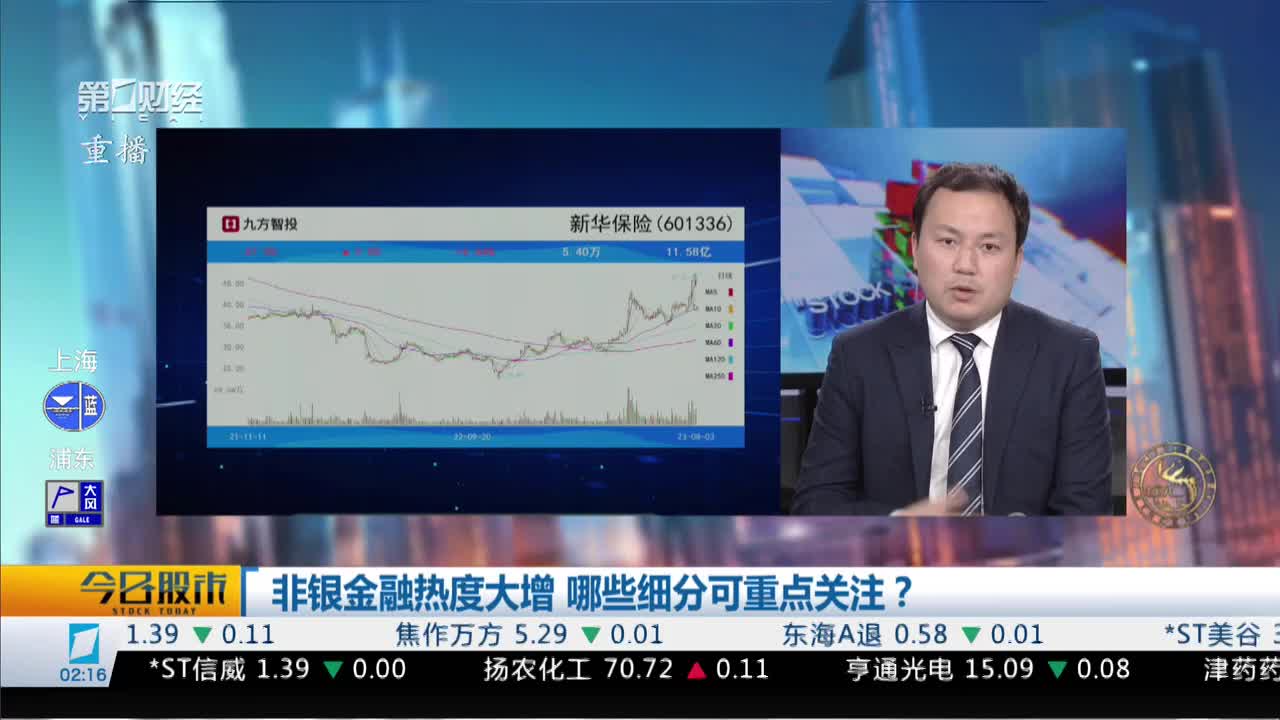 第一财经
重播
九方智投
新华保险(601336)
5.40万
11.58亿
日线
40.00
MA5
MA10
MA30
MA60
MA120
MA250
21-11-11
22-09-20
23-08-03
STOCK
上海
蓝
浦东
大风
GALE
今日股市
STOCK TODAY
非银金融热度大增 哪些细分可重点关注？
1.39 ▼ 0.11
焦作万方 5.29 ▼ 0.01
东海A退 0.58 ▼ 0.01
*ST美谷
02:16
*ST信威 1.39 ▼ 0.00
扬农化工 70.72 ▲ 0.11
亨通光电 15.09 ▼ 0.08
津药药